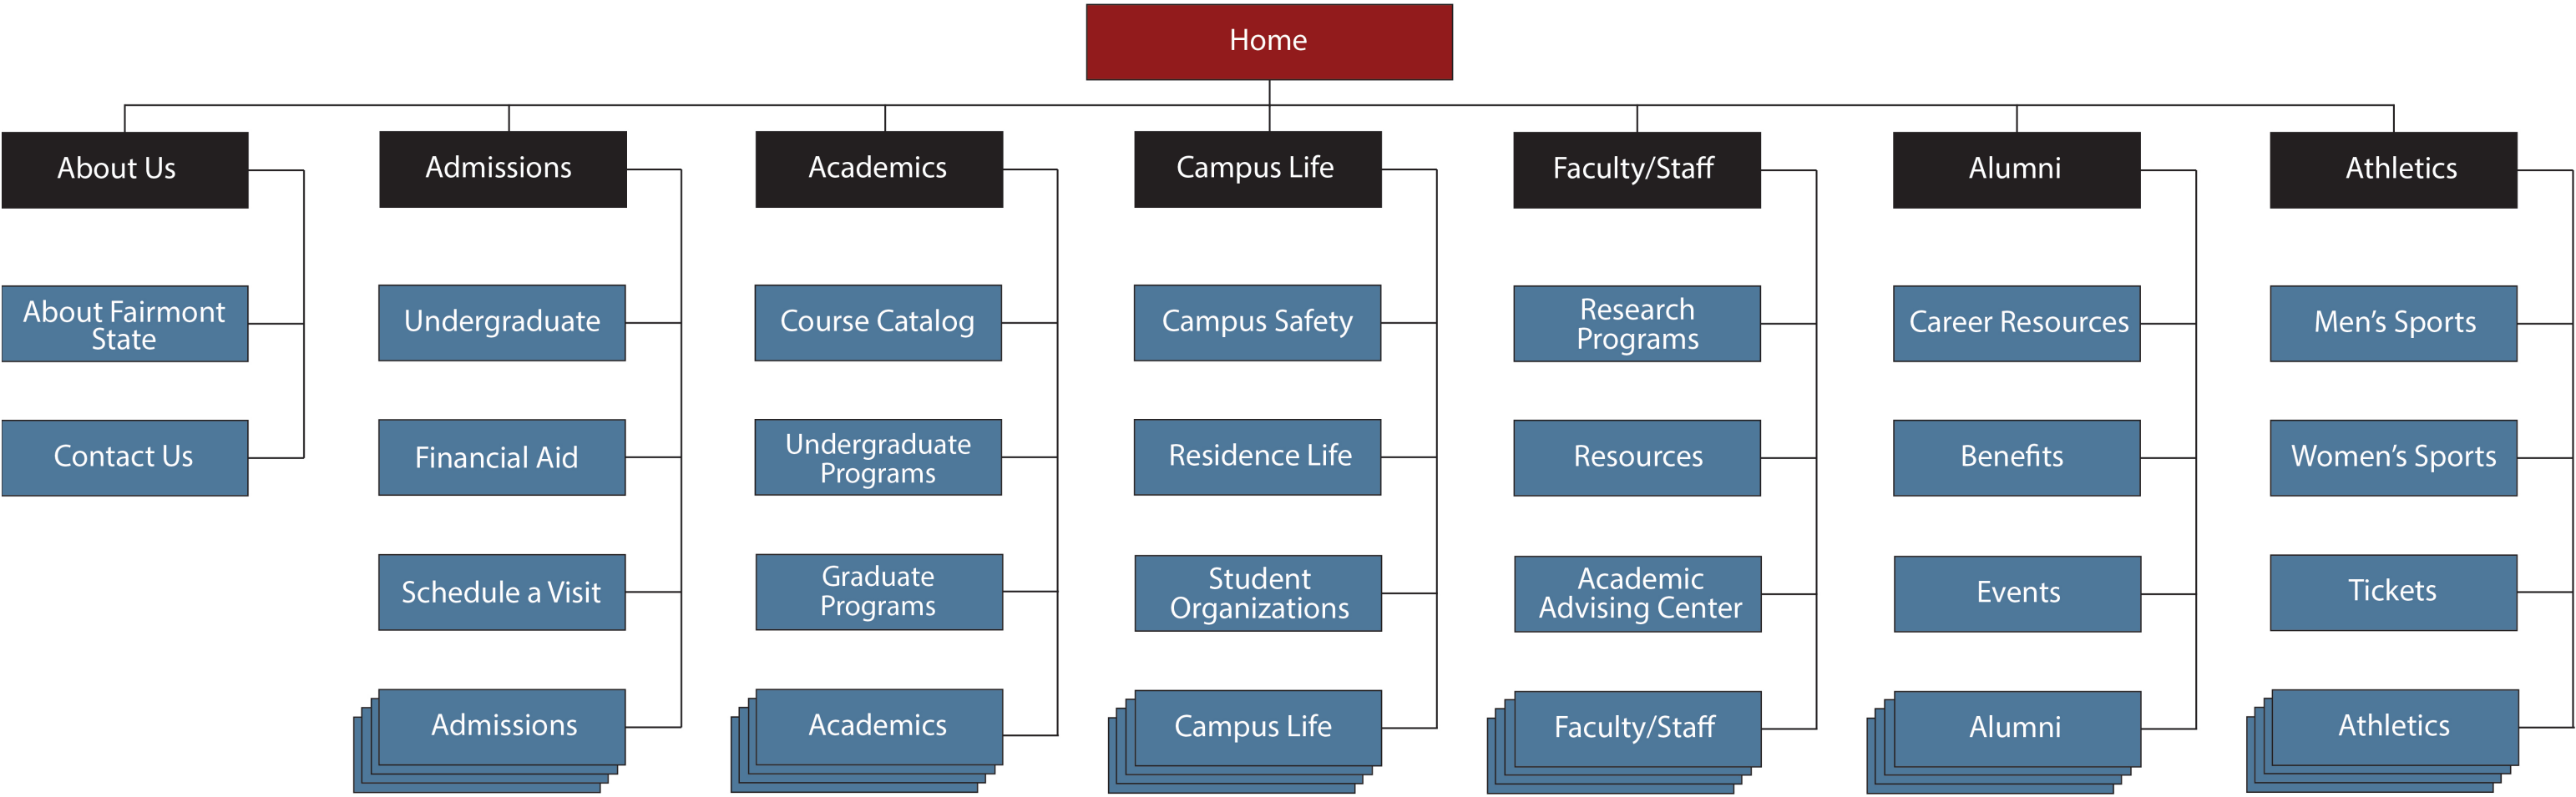 Home
About Us
Admissions
Academics
Campus Life
Faculty/Staff
Alumni
Athletics
About Fairmont
State
Undergraduate
Course Catalog
Campus Safety
Research
Programs
Career Resources
Men’s Sports
Contact Us
Financial Aid
Undergraduate
Programs
Residence Life
Resources
Benefits
Women’s Sports
Schedule a Visit
Graduate
Programs
Student
Organizations
Academic
Advising Center
Events
Tickets
Admissions
Academics
Campus Life
Faculty/Staff
Alumni
Athletics